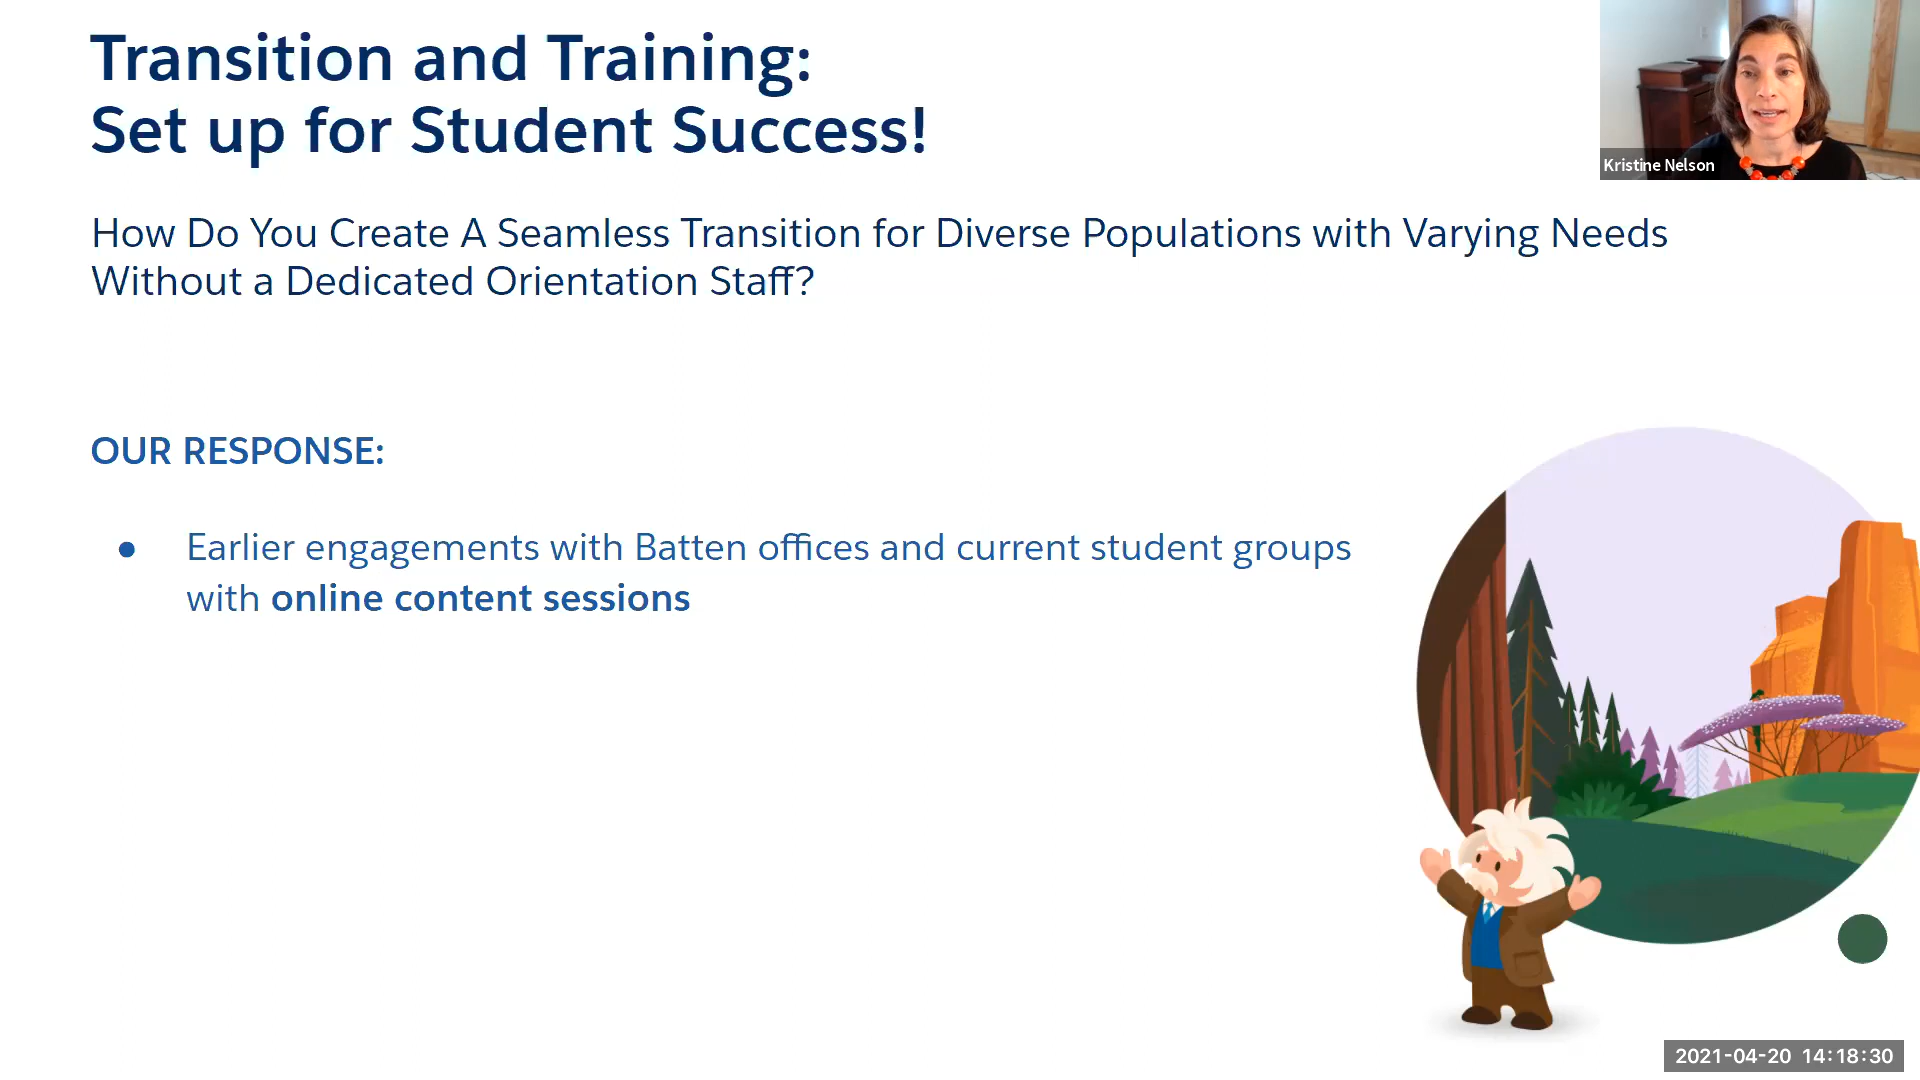 Transition and Training:
Set up for Student Success!
Kristine Nelson
How Do You Create A Seamless Transition for Diverse Populations with Varying Needs
Without a Dedicated Orientation Staff?
OUR RESPONSE:
● Earlier engagements with Batten offices and current student groups
with online content sessions
2021-04-20 14:18:30